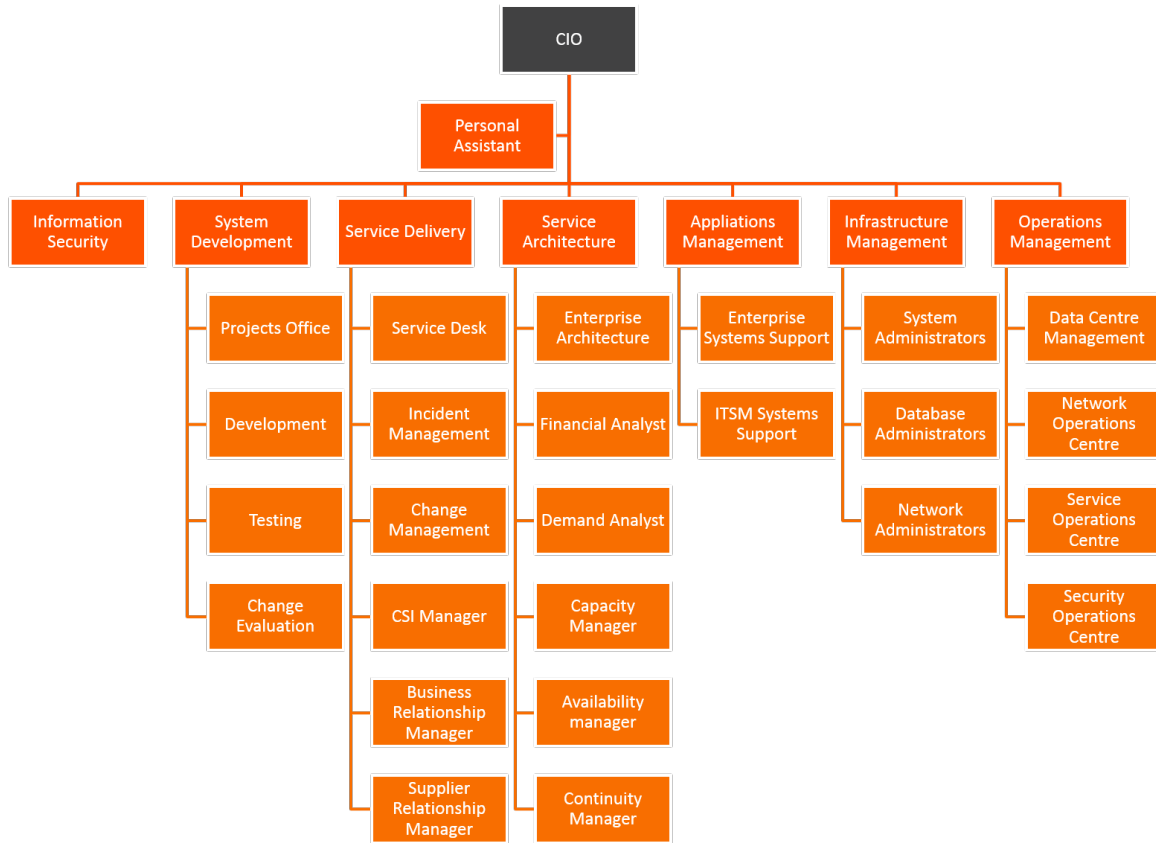 CIO
Personal
Assistant
Information
Security
System
Development
Service Delivery
Service
Architecture
Appliations
Management
Infrastructure
Management
Operations
Management
Projects Office
Development
Testing
Change
Evaluation
Service Desk
Incident
Management
Change
Management
CSI Manager
Business
Relationship
Manager
Supplier
Relationship
Manager
Enterprise
Architecture
Financial Analyst
Demand Analyst
Capacity
Manager
Availability
manager
Continuity
Manager
Enterprise
Systems Support
ITSM Systems
Support
System
Administrators
Database
Administrators
Network
Administrators
Data Centre
Management
Network
Operations
Centre
Service
Operations
Centre
Security
Operations
Centre